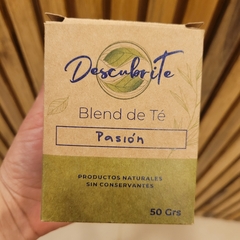 Descubrite
Blend de Té
Pasión
PRODUCTOS NATURALES
SIN CONSERVANTES
50 Grs